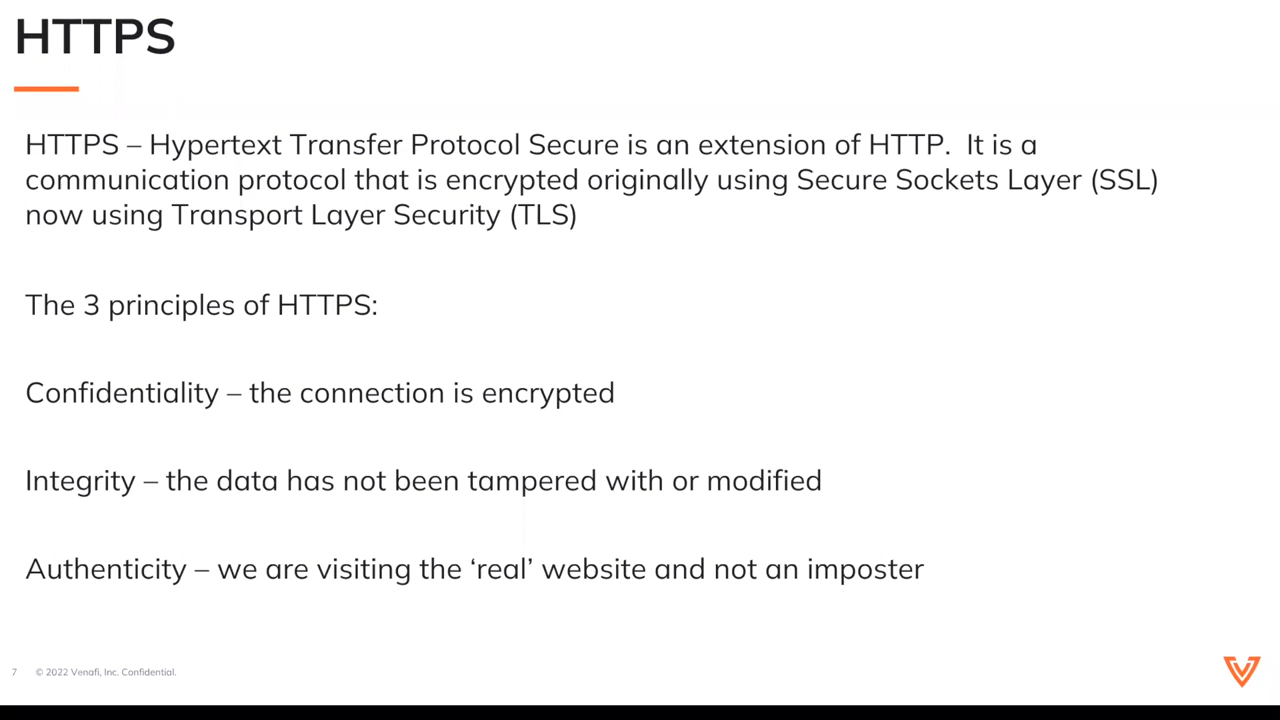 HTTPS
HTTPS – Hypertext Transfer Protocol Secure is an extension of HTTP.  It is a
communication protocol that is encrypted originally using Secure Sockets Layer (SSL)
now using Transport Layer Security (TLS)
The 3 principles of HTTPS:
Confidentiality – the connection is encrypted
Integrity – the data has not been tampered with or modified
Authenticity – we are visiting the ‘real’ website and not an imposter
7 © 2022 Venafi, Inc. Confidential.